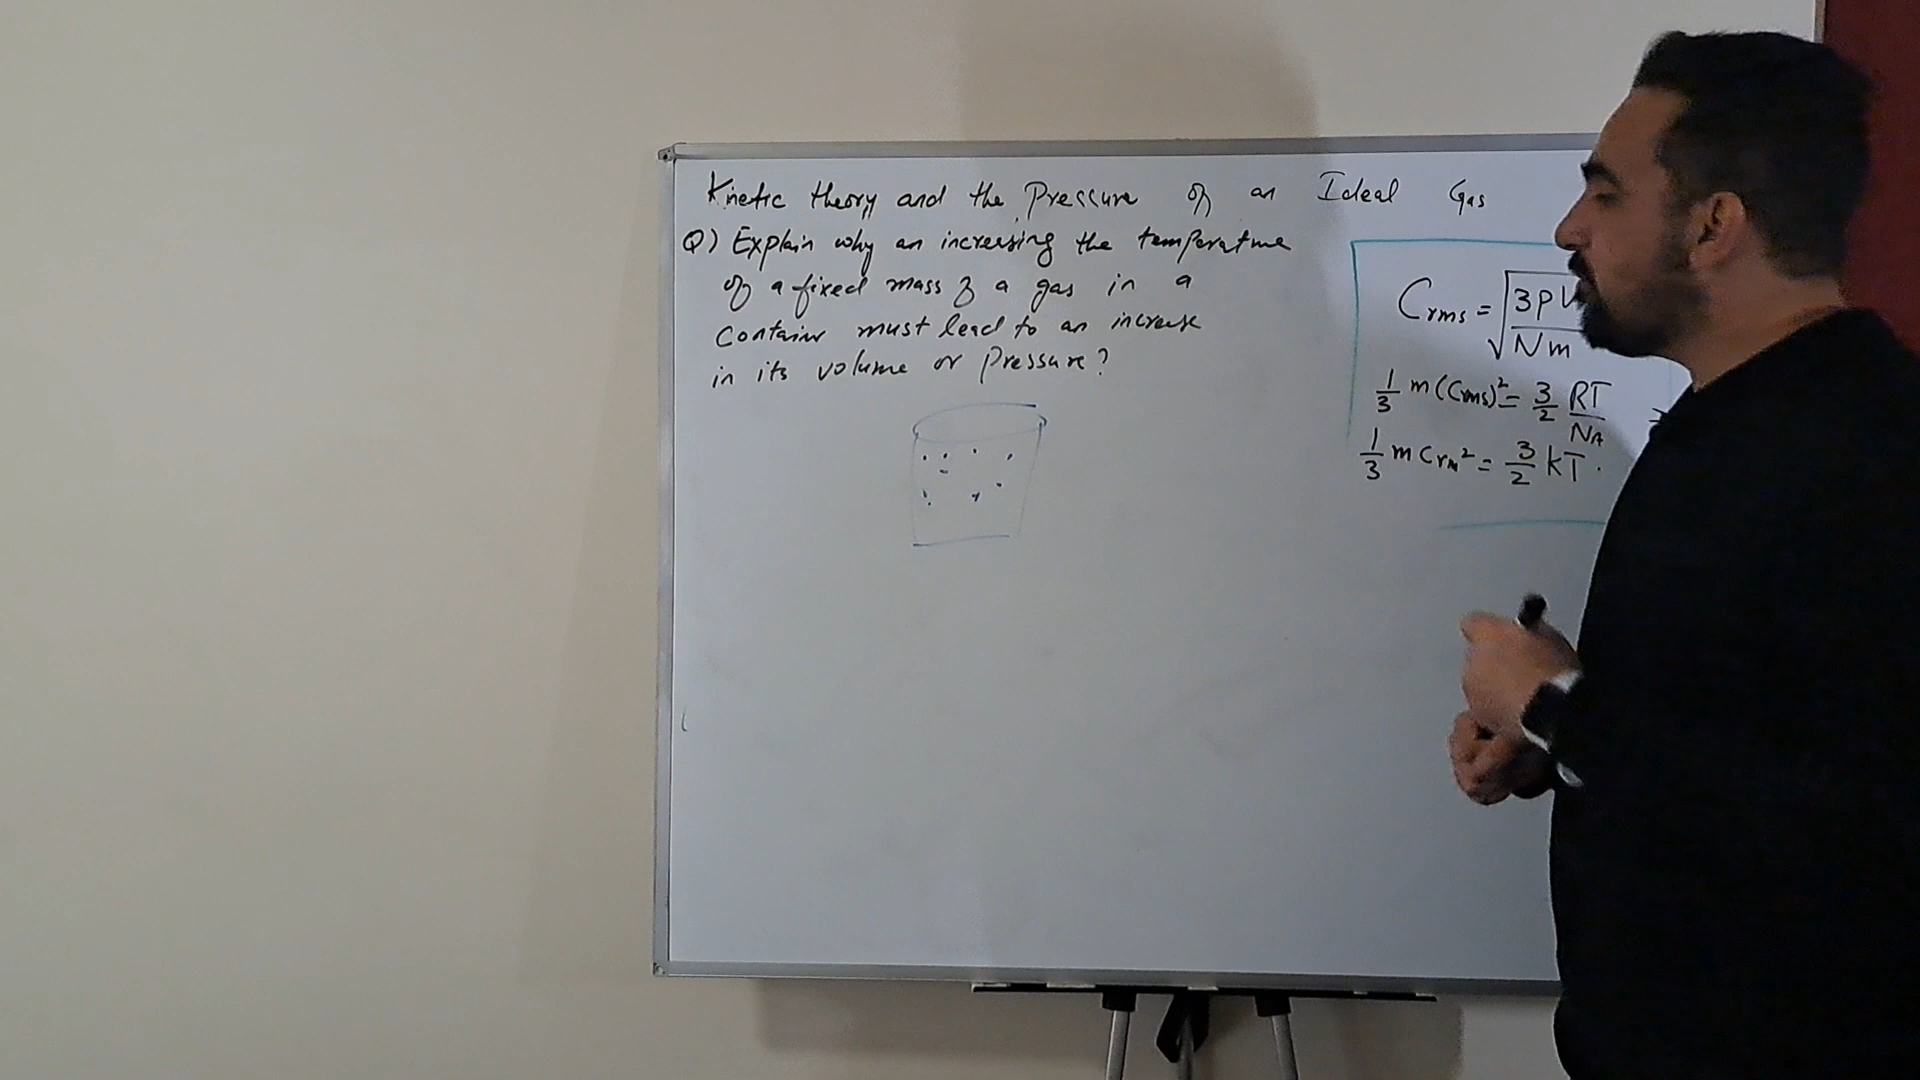 Kinetic theory and the Pressure of an Ideal Gas
Q) Explain why an increasing the temperature
of a fixed mass of a gas in a
Container must lead to an increase
in its volume or Pressure?
Crms = √3PV/Nm
1/3 m(Crms)² = 3/2 RT/NA
1/3 m Crm² = 3/2 kT.